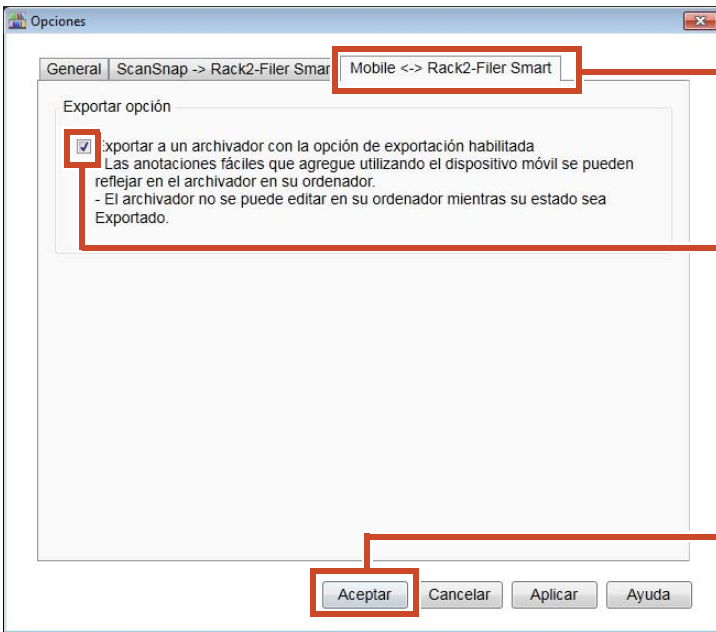 Opciones
General
ScanSnap -> Rack2-Filer Smar
Mobile <-> Rack2-Filer Smart
Exportar opción
xportar a un archivador con la opción de exportación habilitada
Las anotaciones fáciles que agregue utilizando el dispositivo móvil se pueden
reflejar en el archivador en su ordenador.
- El archivador no se puede editar en su ordenador mientras su estado sea
Exportado.
Aceptar
Cancelar
Aplicar
Ayuda